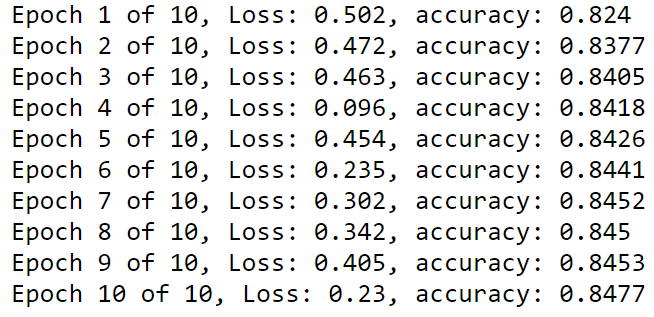 Epoch 1 of 10, Loss: 0.502, accuracy: 0.824
Epoch 2 of 10, Loss: 0.472, accuracy: 0.8377
Epoch 3 of 10, Loss: 0.463, accuracy: 0.8405
Epoch 4 of 10, Loss: 0.096, accuracy: 0.8418
Epoch 5 of 10, Loss: 0.454, accuracy: 0.8426
Epoch 6 of 10, Loss: 0.235, accuracy: 0.8441
Epoch 7 of 10, Loss: 0.302, accuracy: 0.8452
Epoch 8 of 10, Loss: 0.342, accuracy: 0.845
Epoch 9 of 10, Loss: 0.405, accuracy: 0.8453
Epoch 10 of 10, Loss: 0.23, accuracy: 0.8477